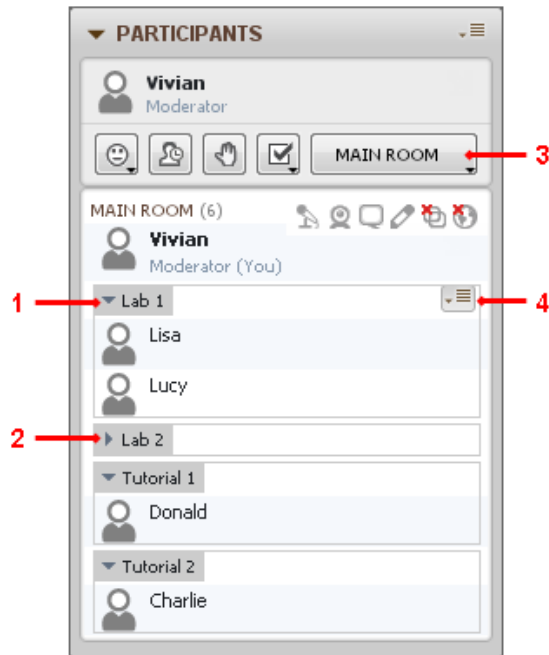 PARTICIPANTS
Vivian
Moderator
MAIN ROOM
3
MAIN ROOM (6)
Vivian
Moderator (You)
1
Lab 1
4
Lisa
Lucy
2
Lab 2
Tutorial 1
Donald
Tutorial 2
Charlie